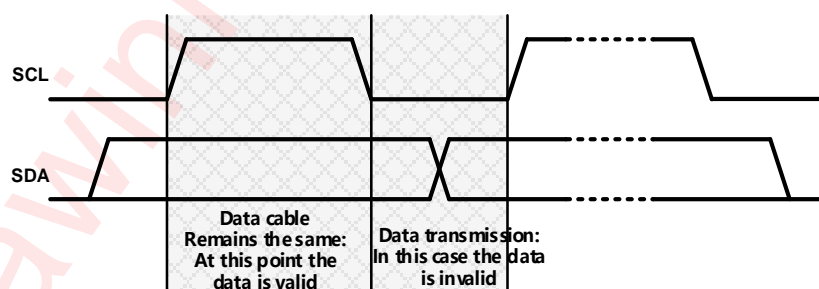 SCL
SDA
Data cable
Remains the same:
At this point the
data is valid
Data transmission:
In this case the data
is invalid
awini